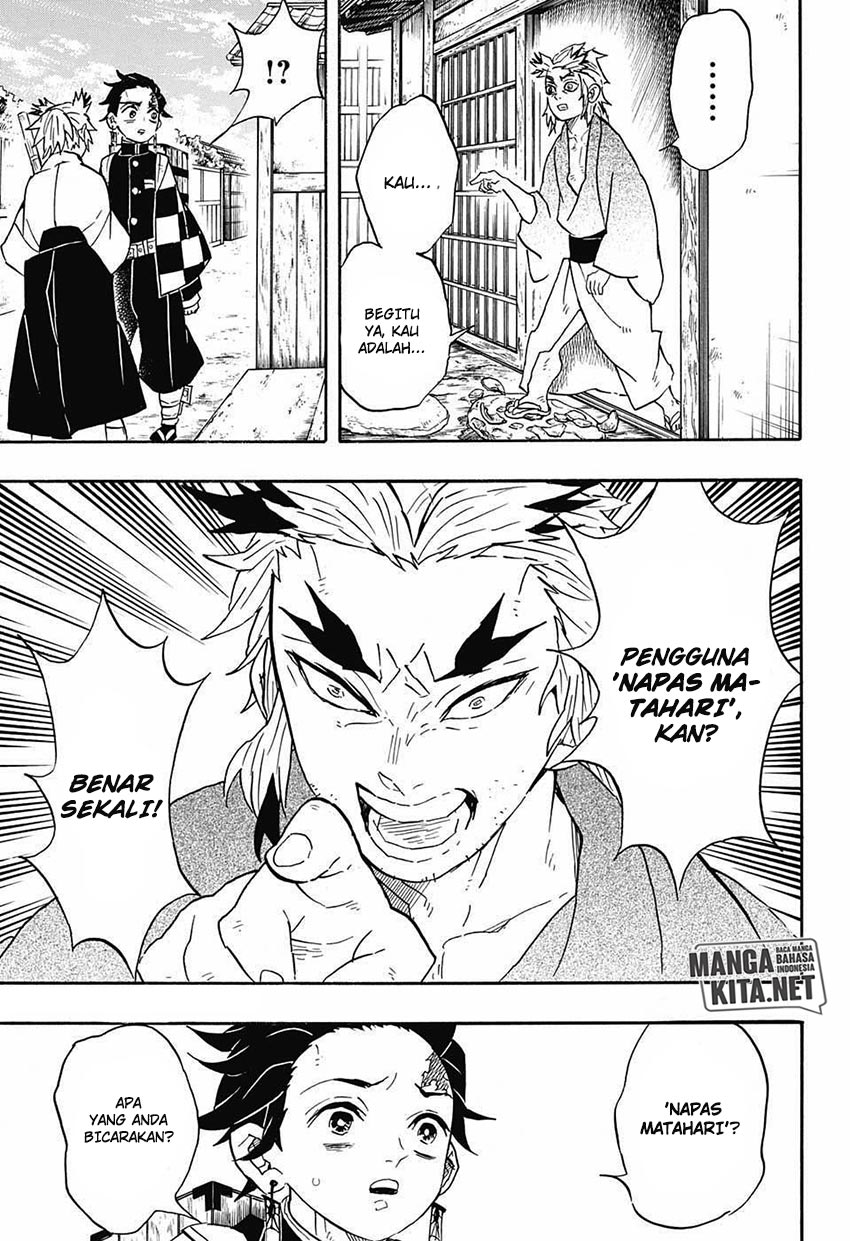 ......
KAU...
BEGITU
YA, KAU
ADALAH...
!?
PENGGUNA
'NAPAS MA-
TAHARI',
KAN?
BENAR
SEKALI!
MANGA
KITA.NET
BACA MANGA
BAHASA
INDONESIA
'NAPAS
MATAHARI'?
APA
YANG ANDA
BICARAKAN?